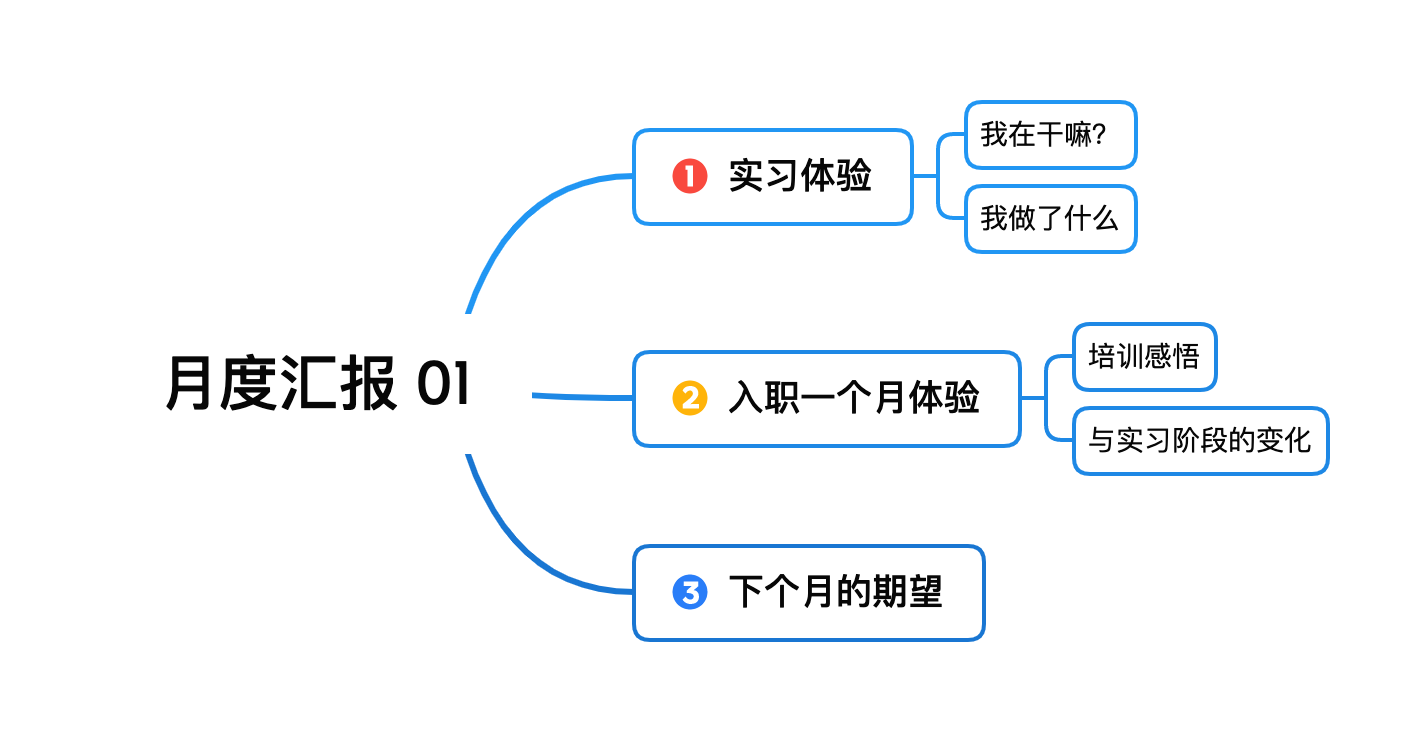 月度汇报 01
1 实习体验
我在干嘛?
我做了什么
2 入职一个月体验
培训感悟
与实习阶段的变化
3 下个月的期望